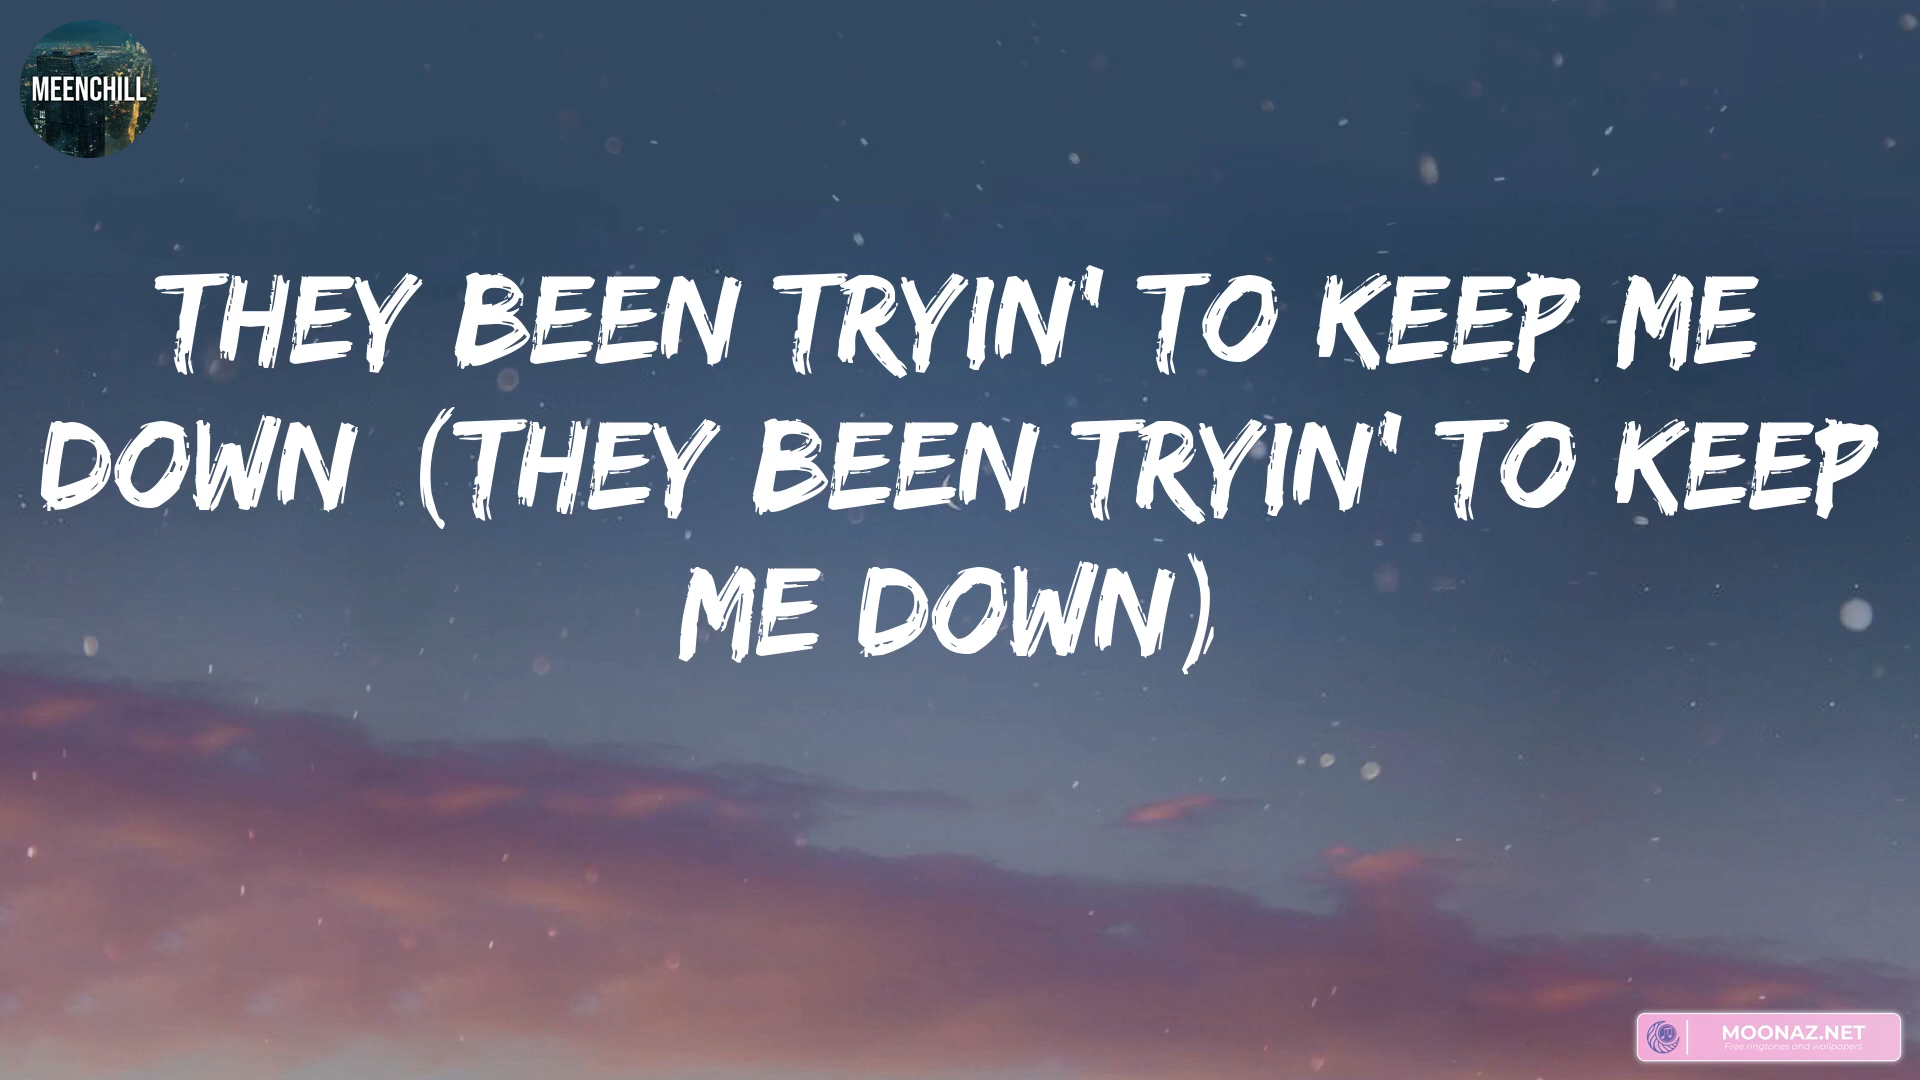 MEENCHILL
THEY BEEN TRYIN' TO KEEP ME
DOWN (THEY BEEN TRYIN' TO KEEP
ME DOWN)
MOONAZ.NET
Free ringtones and wallpapers